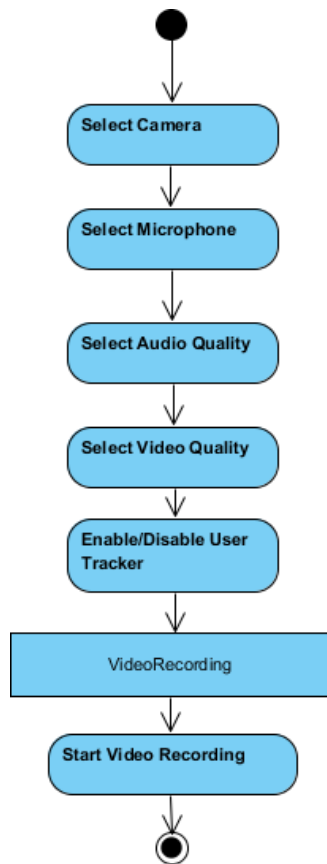 Select Camera
Select Microphone
Select Audio Quality
Select Video Quality
Enable/Disable User
Tracker
VideoRecording
Start Video Recording